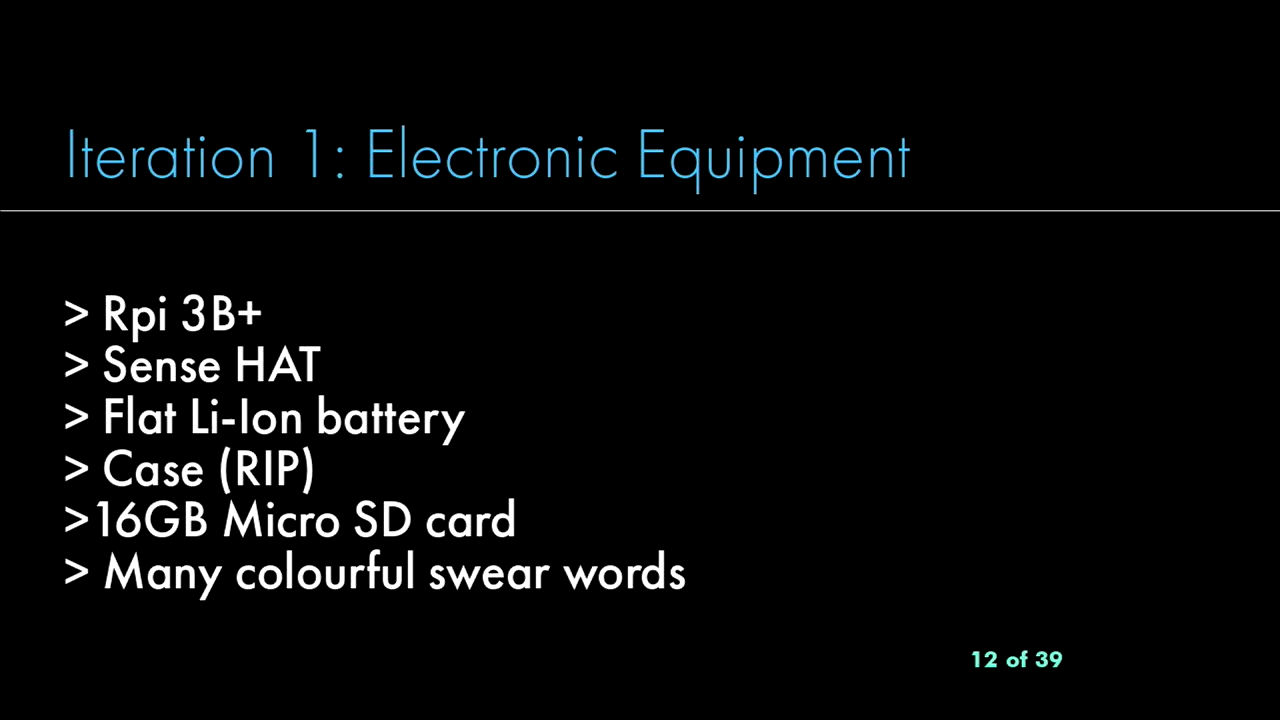 Iteration 1: Electronic Equipment
> Rpi 3B+
> Sense HAT
> Flat Li-Ion battery
> Case (RIP)
>16GB Micro SD card
> Many colourful swear words
12 of 39